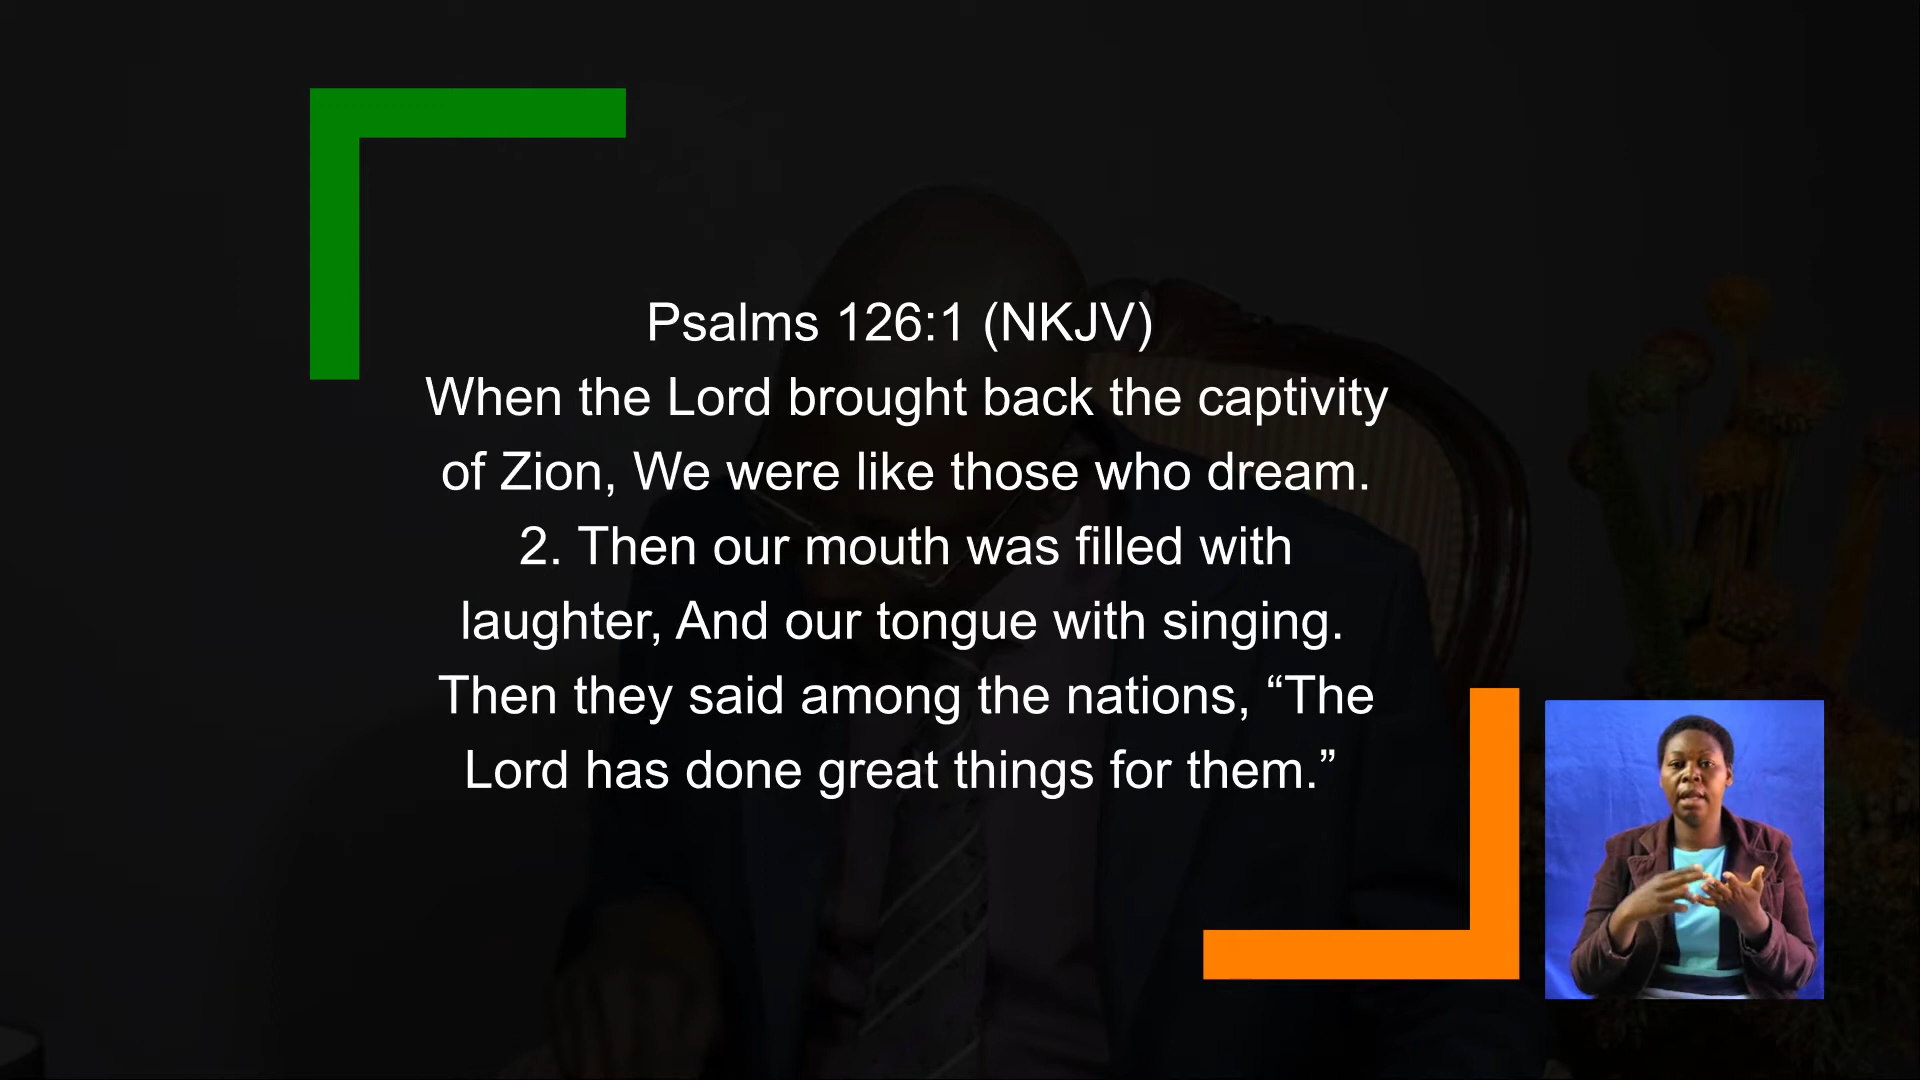 Psalms 126:1 (NKJV)
When the Lord brought back the captivity
of Zion, We were like those who dream.
2. Then our mouth was filled with
laughter, And our tongue with singing.
Then they said among the nations, “The
Lord has done great things for them.”